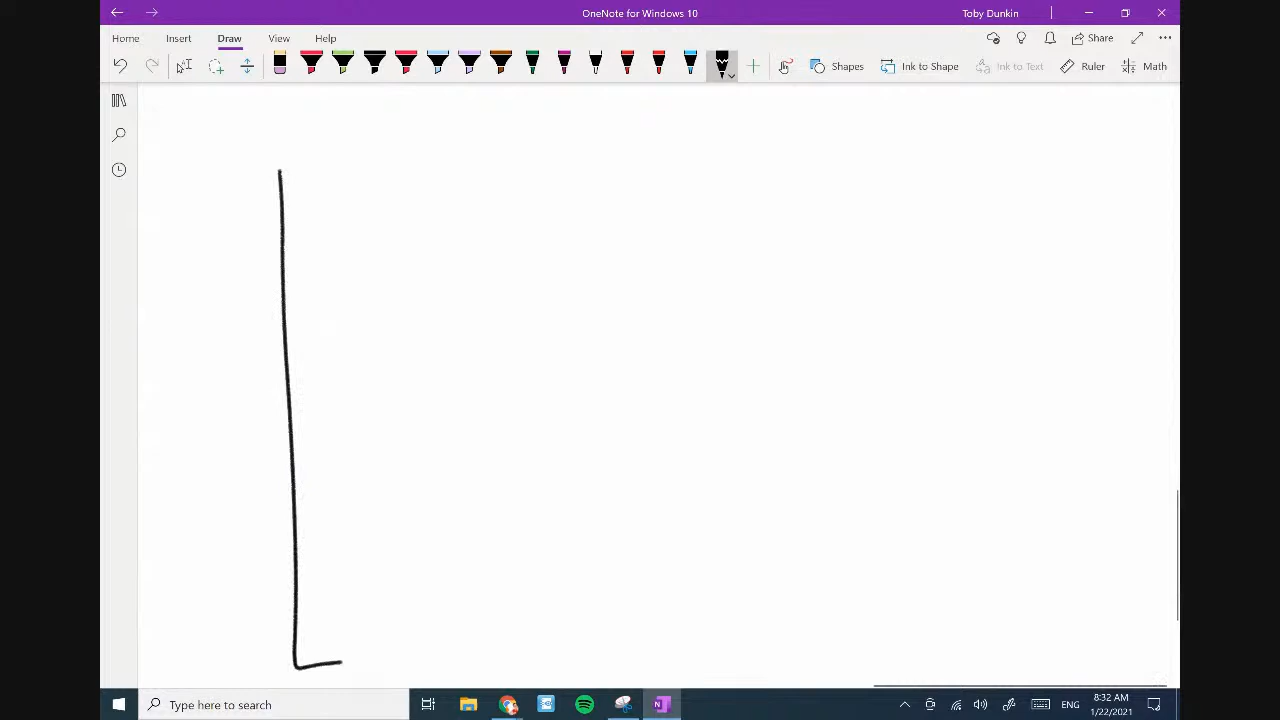 OneNote for Windows 10
Toby Dunkin
Home Insert Draw View Help
Share
Shapes Ink to Shape Ink to Text Ruler Math
Type here to search
ENG
8:32 AM
1/22/2021